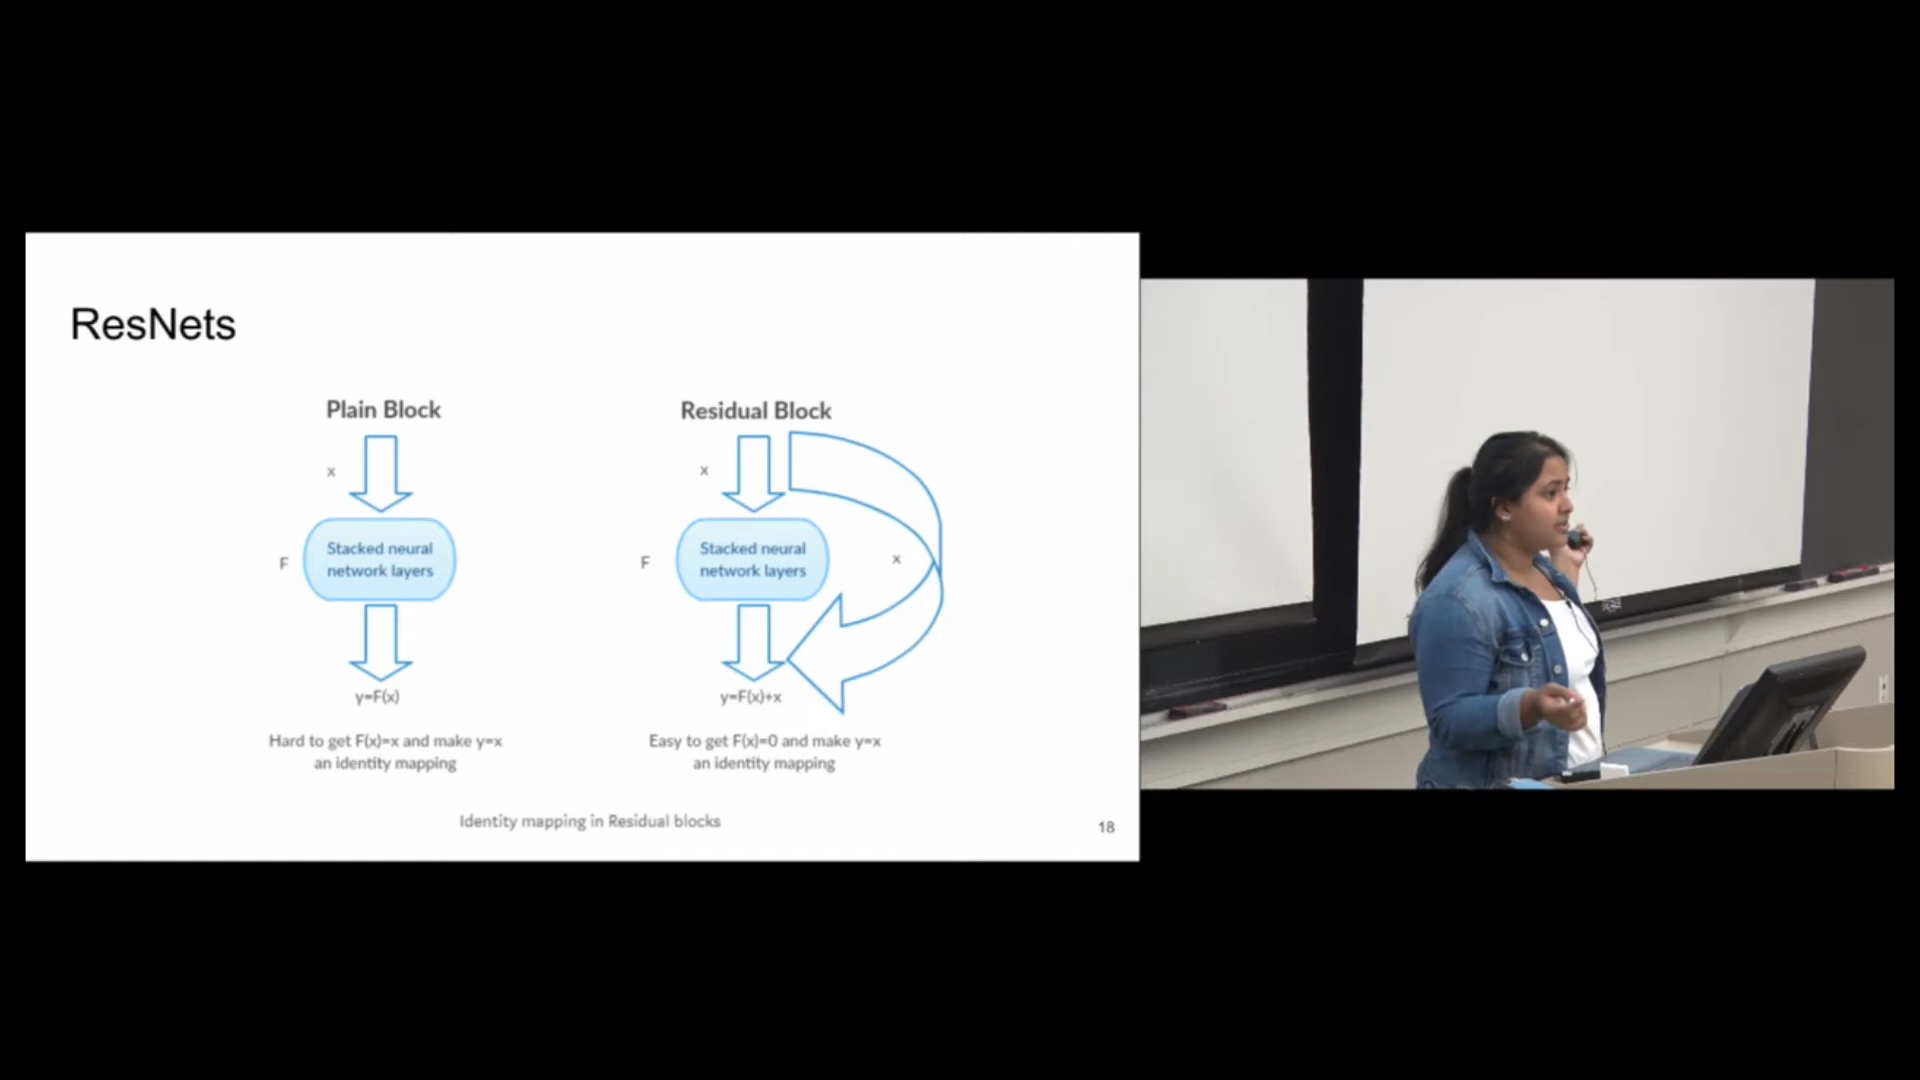 ResNets
Plain Block
x
F
Stacked neural
network layers
y=F(x)
Hard to get F(x)=x and make y=x
an identity mapping
Residual Block
x
F
Stacked neural
network layers
x
y=F(x)+x
Easy to get F(x)=0 and make y=x
an identity mapping
Identity mapping in Residual blocks
18